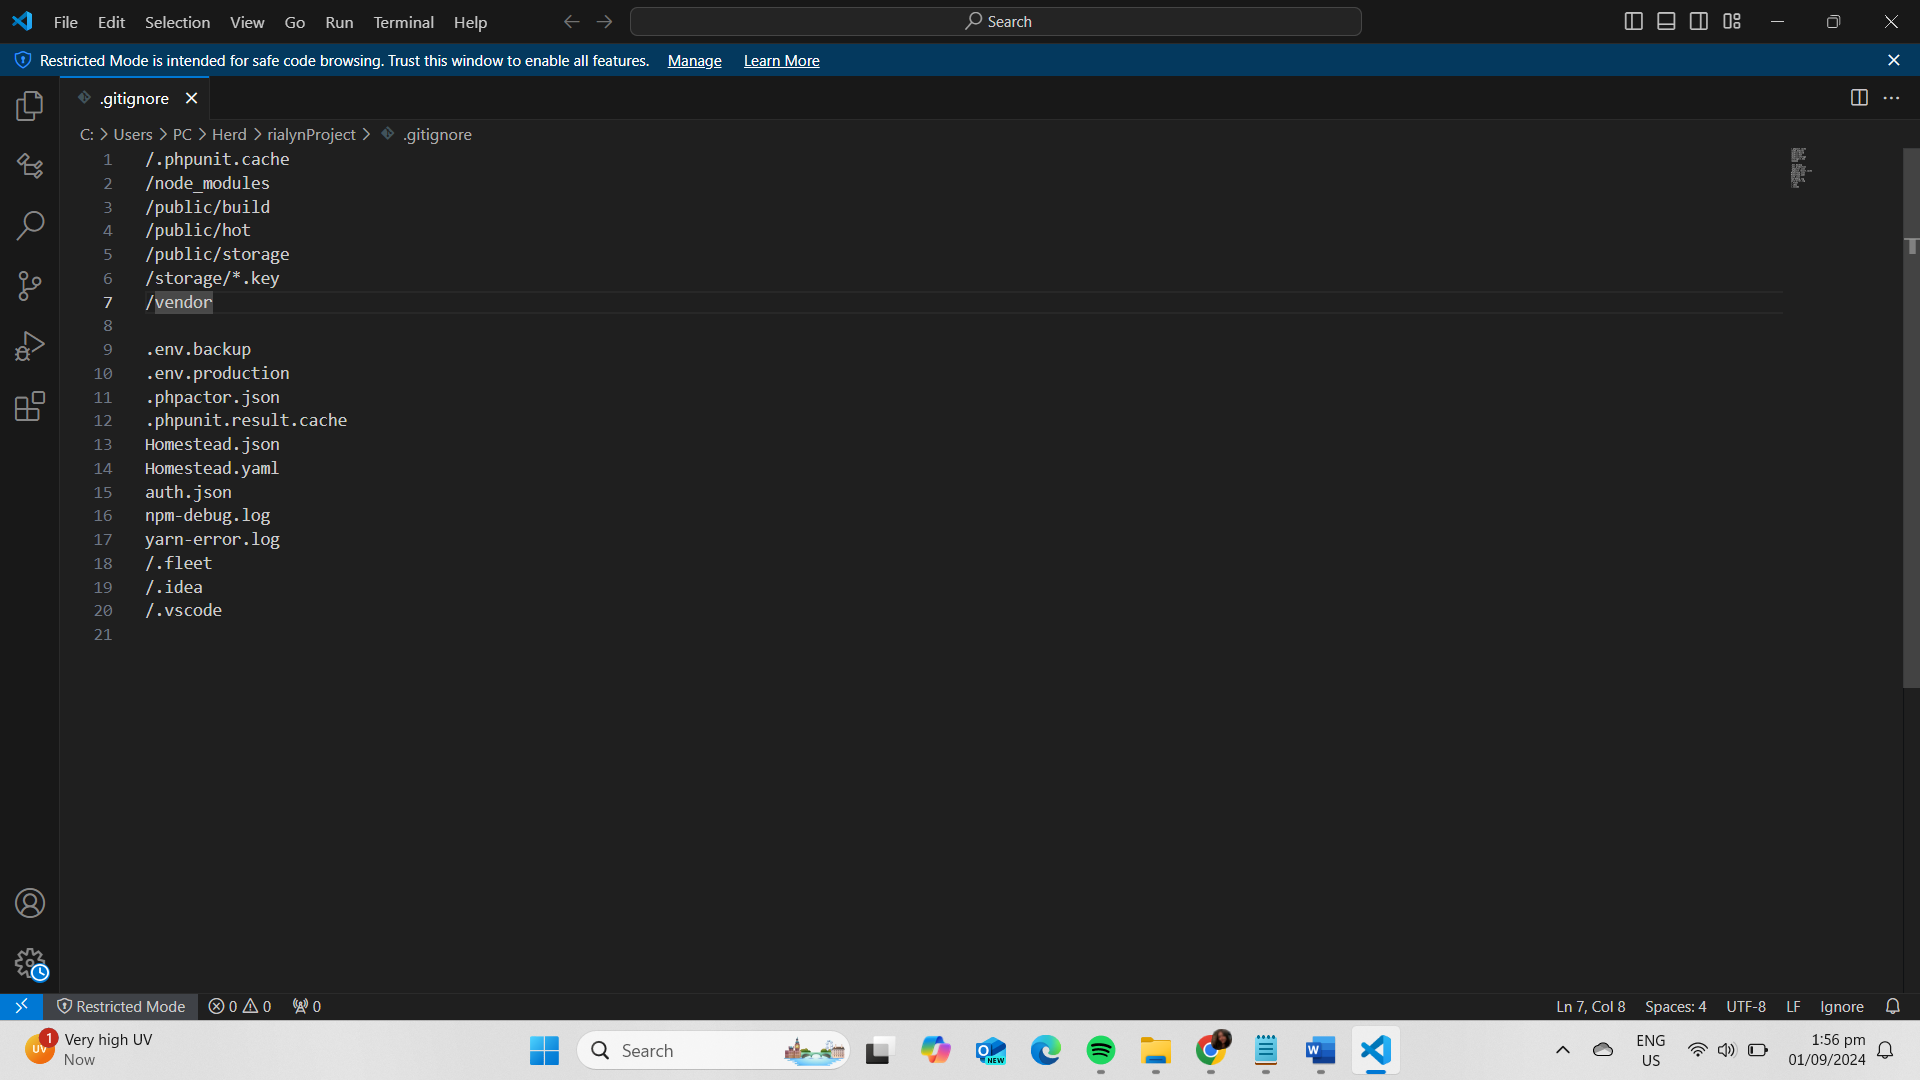 File Edit Selection View Go Run Terminal Help Search
Restricted Mode is intended for safe code browsing. Trust this window to enable all features. Manage Learn More
.gitignore
C: > Users > PC > Herd > rialynProject > .gitignore
1 /.phpunit.cache
2 /node_modules
3 /public/build
4 /public/hot
5 /public/storage
6 /storage/*.key
7 /vendor
8
9 .env.backup
10 .env.production
11 .phpactor.json
12 .phpunit.result.cache
13 Homestead.json
14 Homestead.yaml
15 auth.json
16 npm-debug.log
17 yarn-error.log
18 /.fleet
19 /.idea
20 /.vscode
21
Restricted Mode 0 0 0 Ln 7, Col 8 Spaces: 4 UTF-8 LF Ignore
UV 1 Very high UV
Now
Search
NEW
ENG
US
1:56 pm
01/09/2024